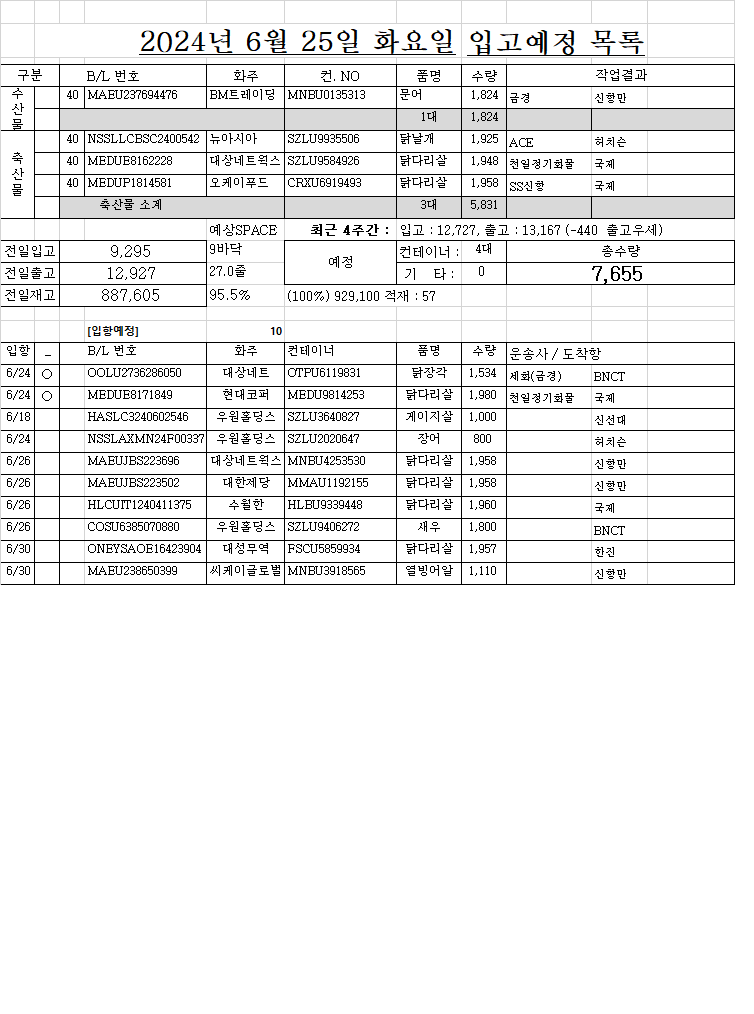 2024년 6월 25일 화요일 입고예정 목록
구분 B/L 번호 화주 컨. NO 품명 수량 작업결과
수산물 40 MAEU237694476 BM트레이딩 MNBU0135313 문어 1,824 금경 신항만
1대 1,824
축산물 40 NSSLLCBSC2400542 뉴아시아 SZLU9935506 닭날개 1,925 ACE 허치슨
40 MEDUE8162228 대상네트웍스 SZLU9584926 닭다리살 1,948 천일정기화물 국제
40 MEDUP1814581 오케이푸드 CRXU6919493 닭다리살 1,958 SS신항 국제
축산물 소계 3대 5,831
예상SPACE 최근 4주간 : 입고 : 12,727, 출고 : 13,167 (-440 출고우세)
전일입고 9,295 9바닥 예정 컨테이너 : 4대 총수량
전일출고 12,927 27.0줄 기 타 : 0 7,655
전일재고 887,605 95.5% (100%) 929,100 적재 : 57
[입항예정] 10
입항 _ B/L 번호 화주 컨테이너 품명 수량 운송사 / 도착항
6/24 ○ OOLU2736286050 대상네트 OTPU6119831 닭장각 1,534 세화(금경) BNCT
6/24 ○ MEDUE8171849 현대코퍼 MEDU9814253 닭다리살 1,980 천일정기화물 국제
6/18 HASLC3240602546 우원홀딩스 SZLU3640827 게이지살 1,000 신선대
6/24 NSSLAXMN24F00337 우원홀딩스 SZLU2020647 장어 800 허치슨
6/26 MAEUJBS223696 대상네트윅스 MNBU4253530 닭다리살 1,958 신항만
6/26 MAEUJBS223502 대한제당 MMAU1192155 닭다리살 1,958 신항만
6/26 HLCUIT1240411375 수월한 HLBU9339448 닭다리살 1,960 국제
6/26 COSU6385070880 우원홀딩스 SZLU9406272 새우 1,800 BNCT
6/30 ONEYSAOE16423904 대성무역 FSCU5859934 닭다리살 1,957 한진
6/30 MAEU238650399 씨케이글로벌 MNBU3918565 열빙어알 1,110 신항만